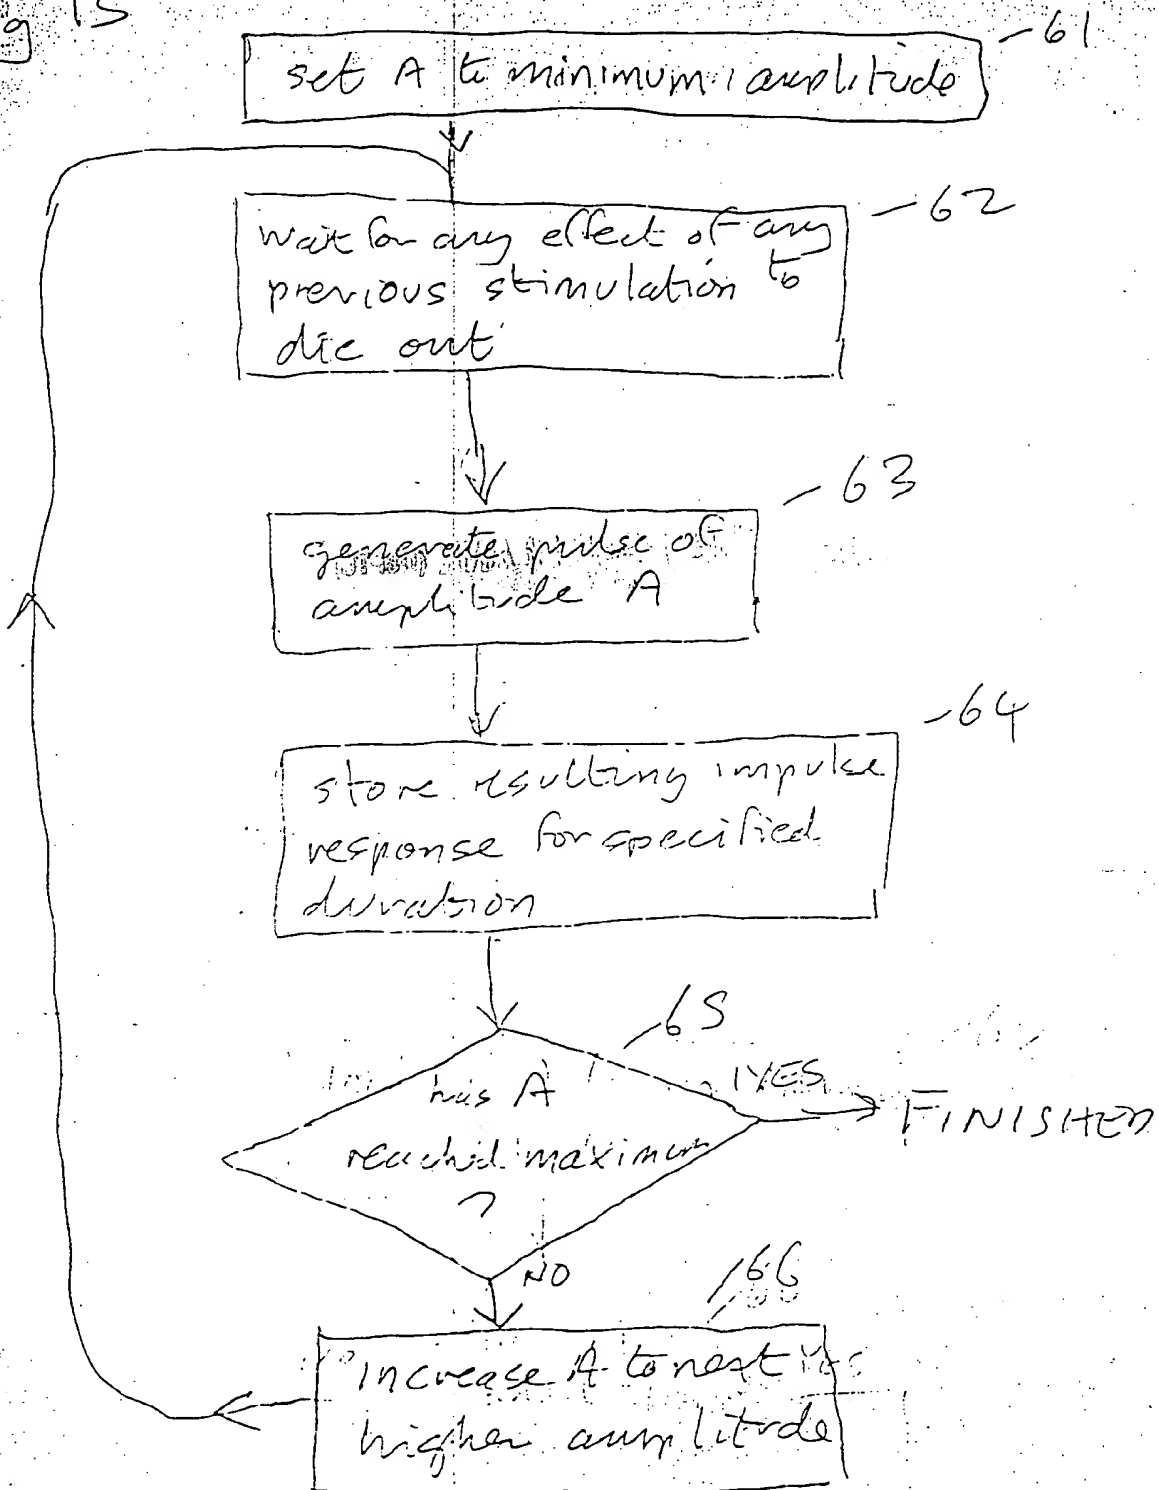 g 15
set A to minimum amplitude
61
62
wait for any effect of any
previous stimulation to
die out
63
generate pulse of
amplitude A
64
store resulting impulse
response for specified
duration
65
has A
reached maximum
?
YES
FINISHED
NO
66
increase A to next
higher amplitude